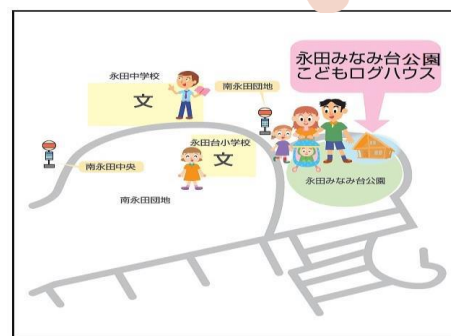 永田みなみ台公園
こどもログハウス
永田中学校
文
南永田団地
永田台小学校
文
南永田中央
南永田団地
永田みなみ台公園